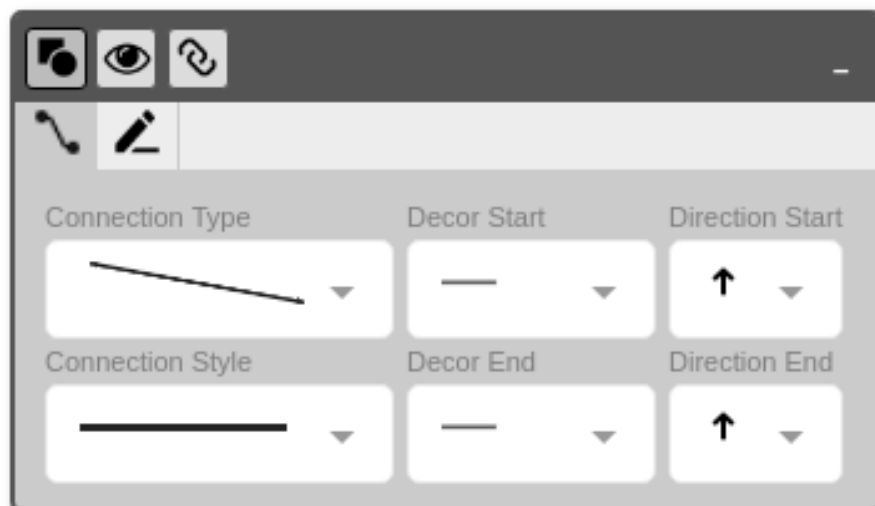 Connection Type Decor Start Direction Start
Connection Style Decor End Direction End